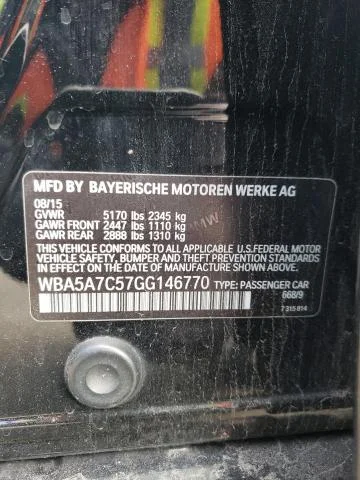 MFD BY BAYERISCHE MOTOREN WERKE AG
08/15
GVWR 5170 lbs 2345 kg
GAWR FRONT 2447 lbs 1110 kg
GAWR REAR 2888 lbs 1310 kg
THIS VEHICLE CONFORMS TO ALL APPLICABLE U.S.FEDERAL MOTOR
VEHICLE SAFETY, BUMPER AND THEFT PREVENTION STANDARDS
IN EFFECT ON THE DATE OF MANUFACTURE SHOWN ABOVE.
WBA5A7C57GG146770 TYPE: PASSENGER CAR
668/9
7 315 814